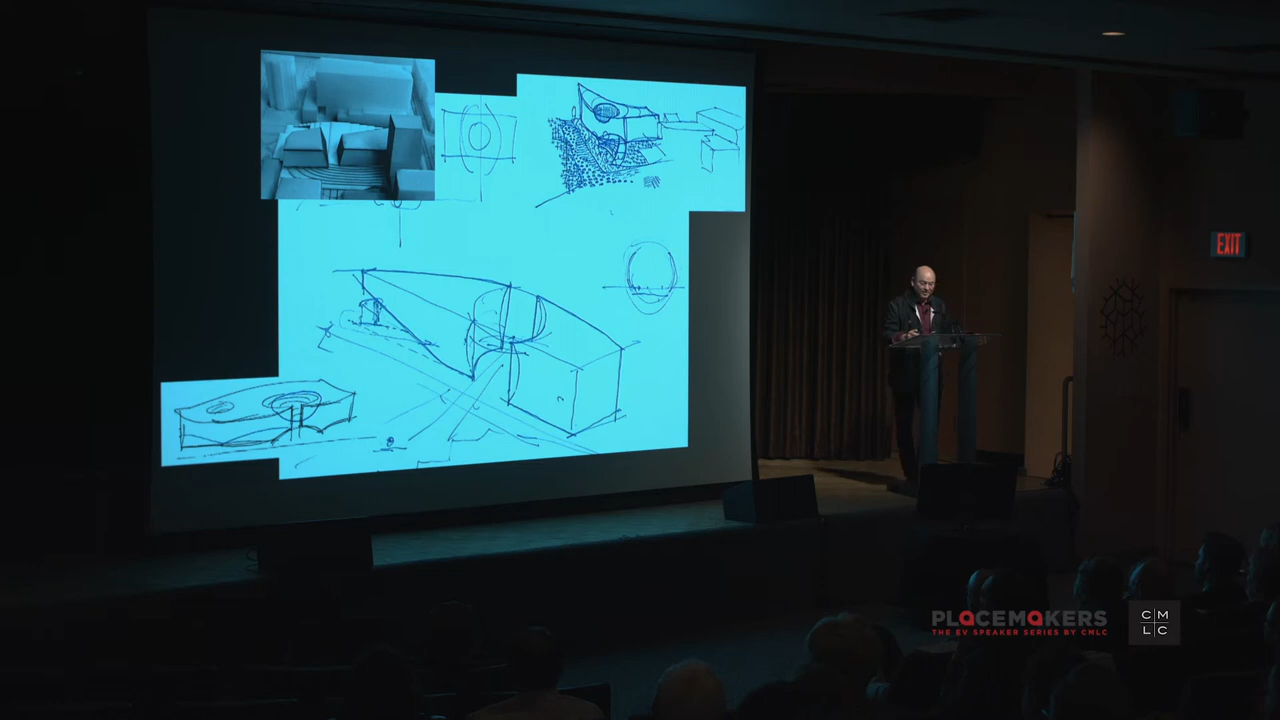 EXIT
PLaCEMaKERS
THE EV SPEAKER SERIES BY CMLC
CM
LC